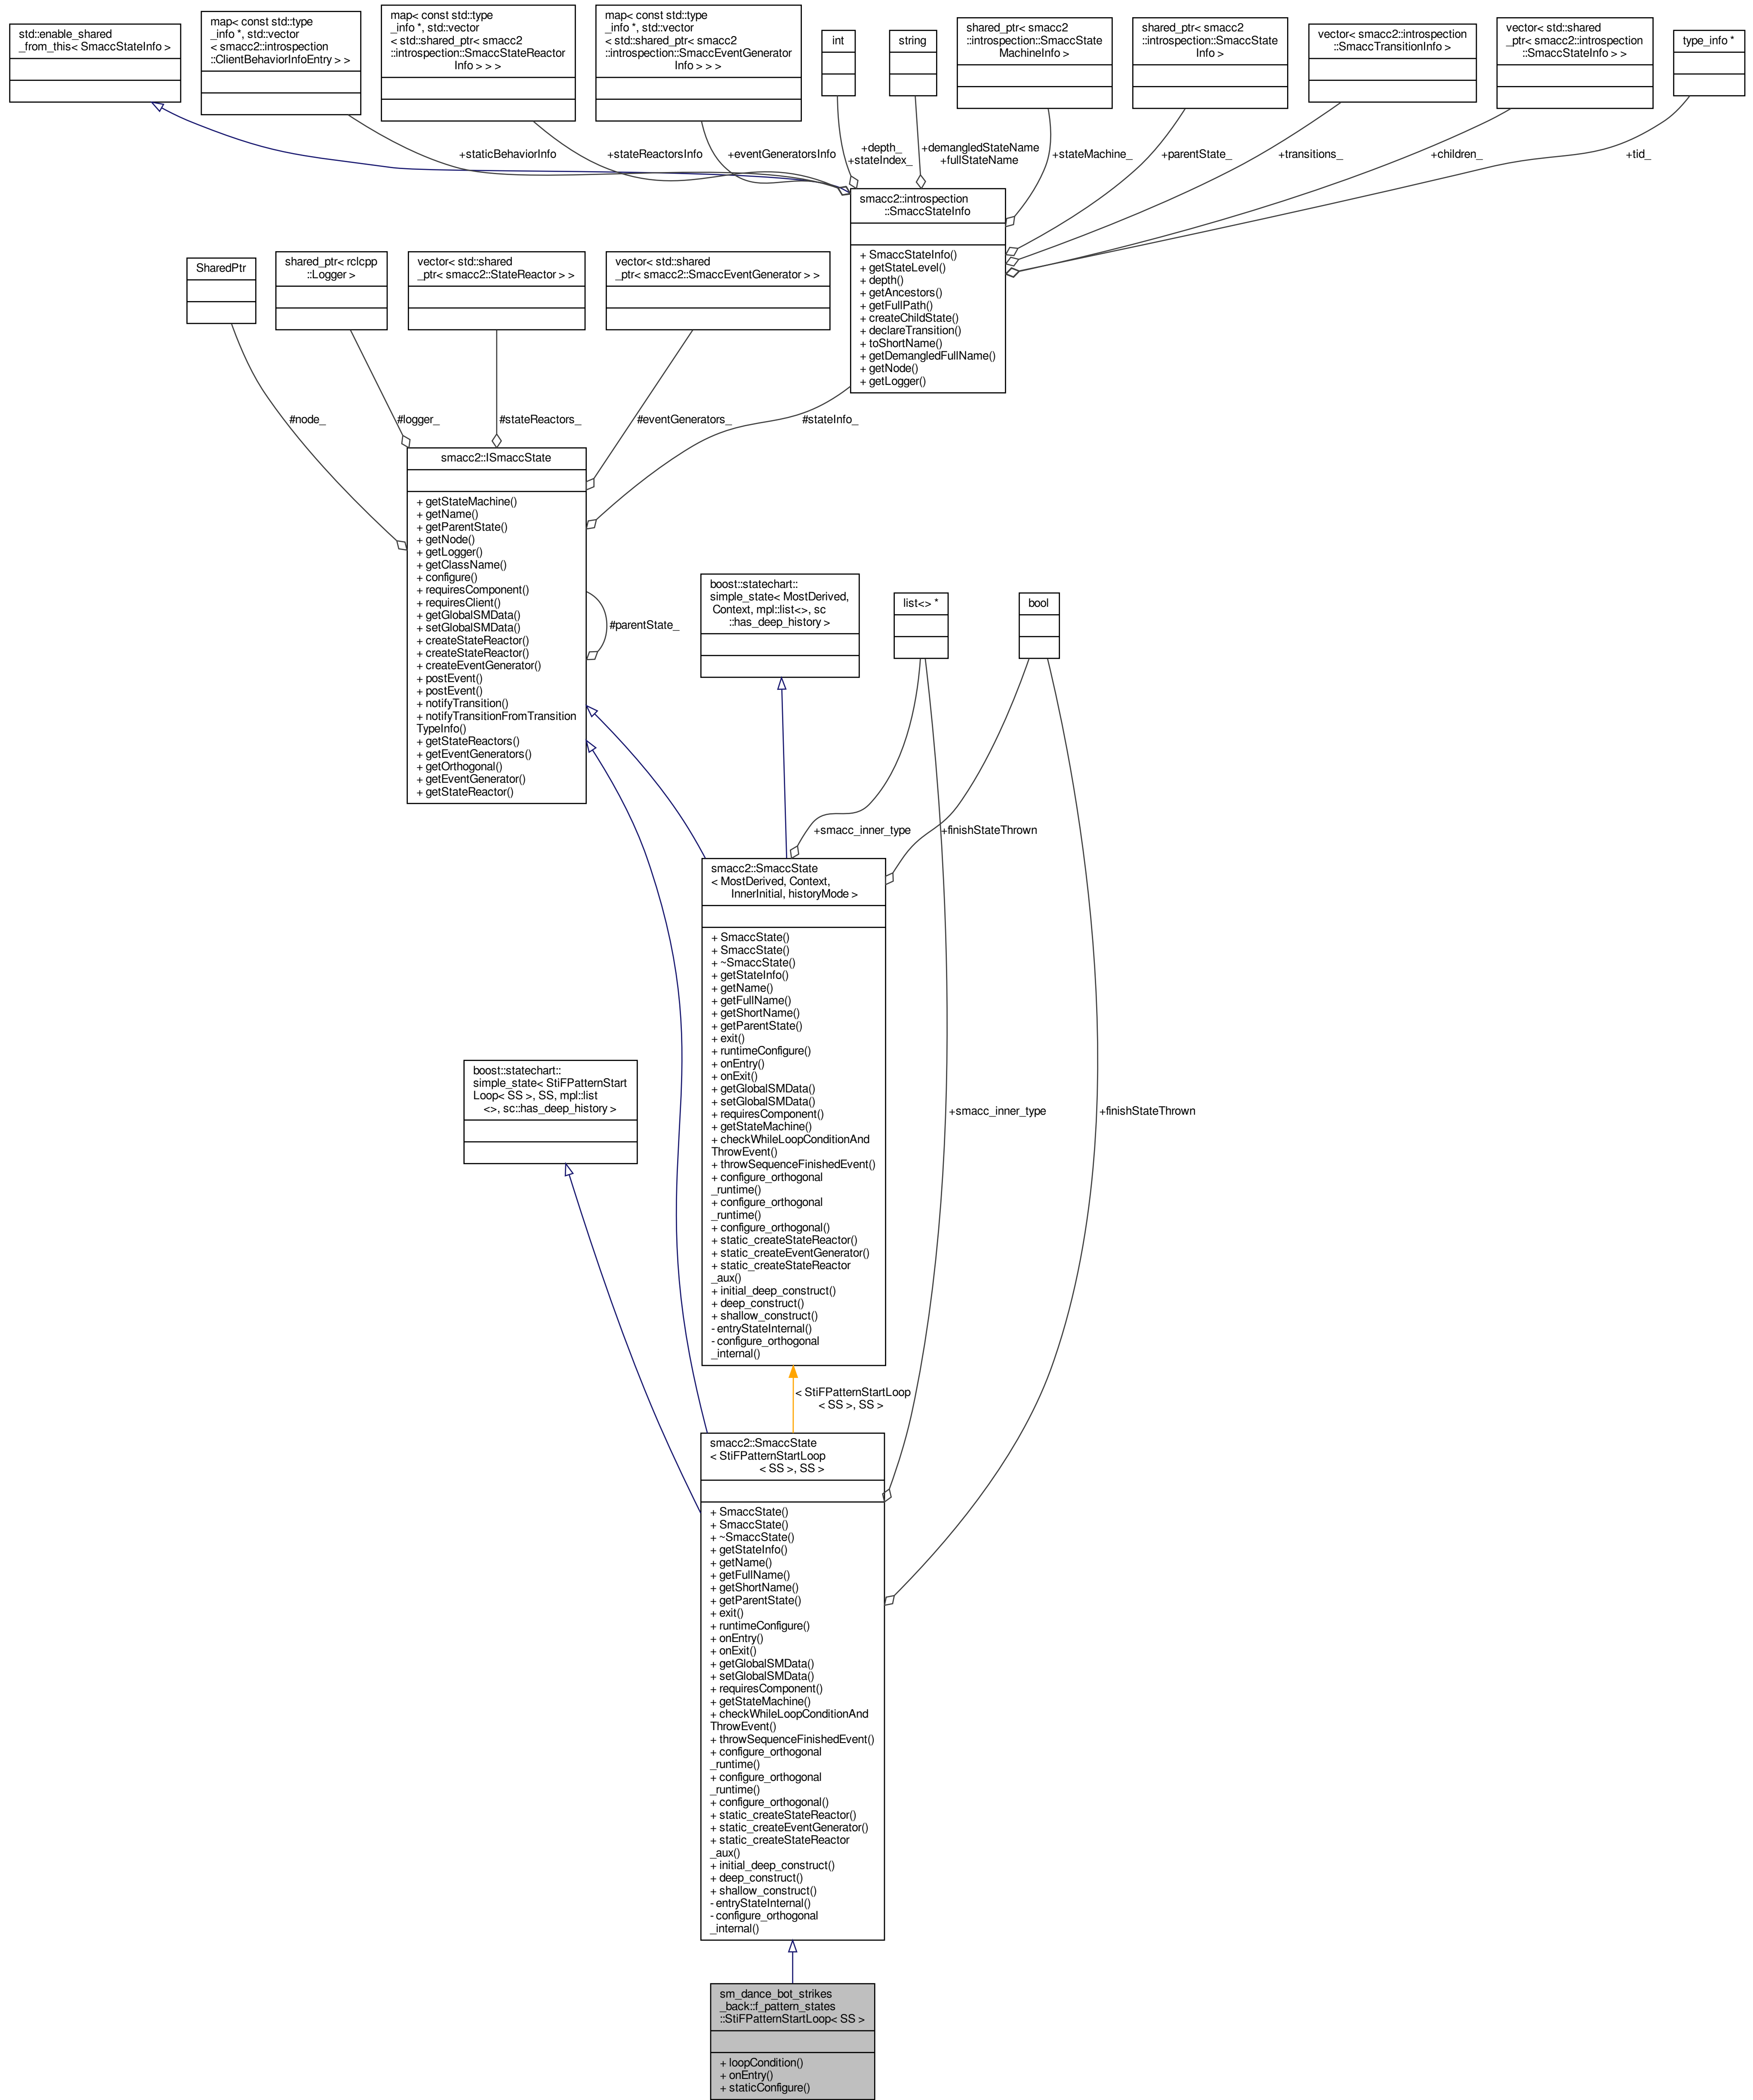 std::enable_shared
_from_this< SmaccStateInfo >
map< const std::type
_info *, std::vector
< smacc2::introspection
::ClientBehaviorInfoEntry > >
map< const std::type
_info *, std::vector
< std::shared_ptr< smacc2
::introspection::SmaccStateReactor
Info > > >
map< const std::type
_info *, std::vector
< std::shared_ptr< smacc2
::introspection::SmaccEventGenerator
Info > > >
int
string
shared_ptr< smacc2
::introspection::SmaccState
MachineInfo >
shared_ptr< smacc2
::introspection::SmaccState
Info >
vector< smacc2::introspection
::SmaccTransitionInfo >
vector< std::shared
_ptr< smacc2::introspection
::SmaccStateInfo > >
type_info *
+staticBehaviorInfo
+stateReactorsInfo
+eventGeneratorsInfo
+depth_
+stateIndex_
+demangledStateName
+fullStateName
+stateMachine_
+parentState_
+transitions_
+children_
+tid_
smacc2::introspection
::SmaccStateInfo
+ SmaccStateInfo()
+ getStateLevel()
+ depth()
+ getAncestors()
+ getFullPath()
+ createChildState()
+ declareTransition()
+ toShortName()
+ getDemangledFullName()
+ getNode()
+ getLogger()
SharedPtr
shared_ptr< rclcpp
::Logger >
vector< std::shared
_ptr< smacc2::StateReactor > >
vector< std::shared
_ptr< smacc2::SmaccEventGenerator > >
#node_
#logger_
#stateReactors_
#eventGenerators_
#stateInfo_
smacc2::ISmaccState
+ getStateMachine()
+ getName()
+ getParentState()
+ getNode()
+ getLogger()
+ getClassName()
+ configure()
+ requiresComponent()
+ requiresClient()
+ getGlobalSMData()
+ setGlobalSMData()
+ createStateReactor()
+ createStateReactor()
+ createEventGenerator()
+ postEvent()
+ postEvent()
+ notifyTransition()
+ notifyTransitionFromTransition
TypeInfo()
+ getStateReactors()
+ getEventGenerators()
+ getOrthogonal()
+ getEventGenerator()
+ getStateReactor()
#parentState_
boost::statechart::
simple_state< MostDerived,
Context, mpl::list<>, sc
::has_deep_history >
list<> *
bool
+smacc_inner_type
+finishStateThrown
smacc2::SmaccState
< MostDerived, Context,
InnerInitial, historyMode >
+ SmaccState()
+ SmaccState()
+ ~SmaccState()
+ getStateInfo()
+ getName()
+ getFullName()
+ getShortName()
+ getParentState()
+ exit()
+ runtimeConfigure()
+ onEntry()
+ onExit()
+ getGlobalSMData()
+ setGlobalSMData()
+ requiresComponent()
+ getStateMachine()
+ checkWhileLoopConditionAnd
ThrowEvent()
+ throwSequenceFinishedEvent()
+ configure_orthogonal
_runtime()
+ configure_orthogonal
_runtime()
+ configure_orthogonal()
+ static_createStateReactor()
+ static_createEventGenerator()
+ static_createStateReactor
_aux()
+ initial_deep_construct()
+ deep_construct()
+ shallow_construct()
- entryStateInternal()
- configure_orthogonal
_internal()
boost::statechart::
simple_state< StiFPatternStart
Loop< SS >, SS, mpl::list
<>, sc::has_deep_history >
+smacc_inner_type
+finishStateThrown
< StiFPatternStartLoop
< SS >, SS >
smacc2::SmaccState
< StiFPatternStartLoop
< SS >, SS >
+ SmaccState()
+ SmaccState()
+ ~SmaccState()
+ getStateInfo()
+ getName()
+ getFullName()
+ getShortName()
+ getParentState()
+ exit()
+ runtimeConfigure()
+ onEntry()
+ onExit()
+ getGlobalSMData()
+ setGlobalSMData()
+ requiresComponent()
+ getStateMachine()
+ checkWhileLoopConditionAnd
ThrowEvent()
+ throwSequenceFinishedEvent()
+ configure_orthogonal
_runtime()
+ configure_orthogonal
_runtime()
+ configure_orthogonal()
+ static_createStateReactor()
+ static_createEventGenerator()
+ static_createStateReactor
_aux()
+ initial_deep_construct()
+ deep_construct()
+ shallow_construct()
- entryStateInternal()
- configure_orthogonal
_internal()
sm_dance_bot_strikes
_back::f_pattern_states
::StiFPatternStartLoop< SS >
+ loopCondition()
+ onEntry()
+ staticConfigure()